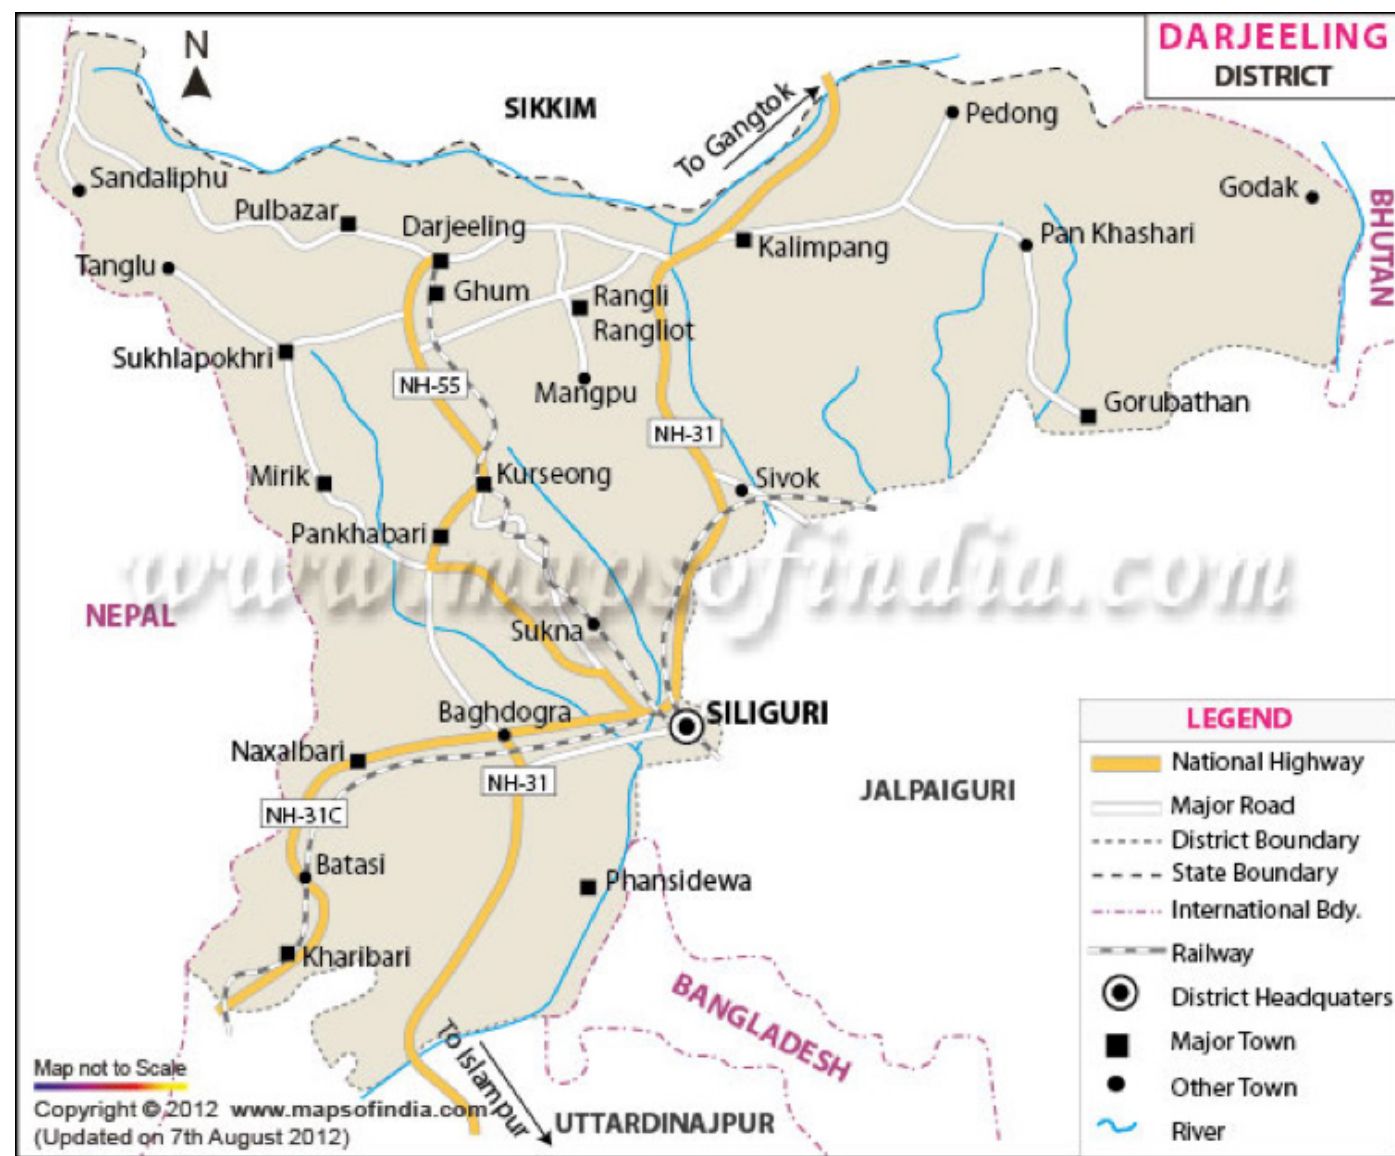 DARJEELING
DISTRICT
N
SIKKIM
To Gangtok
Pedong
Sandaliphu
Godak
Pulbazar
BHUTAN
Darjeeling
Kalimpang
Pan Khashari
Tanglu
Ghum
Rangli
Rangliot
Sukhlapokhri
NH-55
Mangpu
Gorubathan
NH-31
Mirik
Kurseong
Sivok
Pankhabari
www.mapsofindia.com
NEPAL
Sukna
Baghdogra
SILIGURI
Naxalbari
NH-31
JALPAIGURI
NH-31C
Batasi
Phansidewa
Kharibari
BANGLADESH
To Islampur
UTTARDINAJPUR
LEGEND
National Highway
Major Road
District Boundary
State Boundary
International Bdy.
Railway
District Headquaters
Major Town
Other Town
River
Map not to Scale
Copyright © 2012 www.mapsofindia.com
(Updated on 7th August 2012)